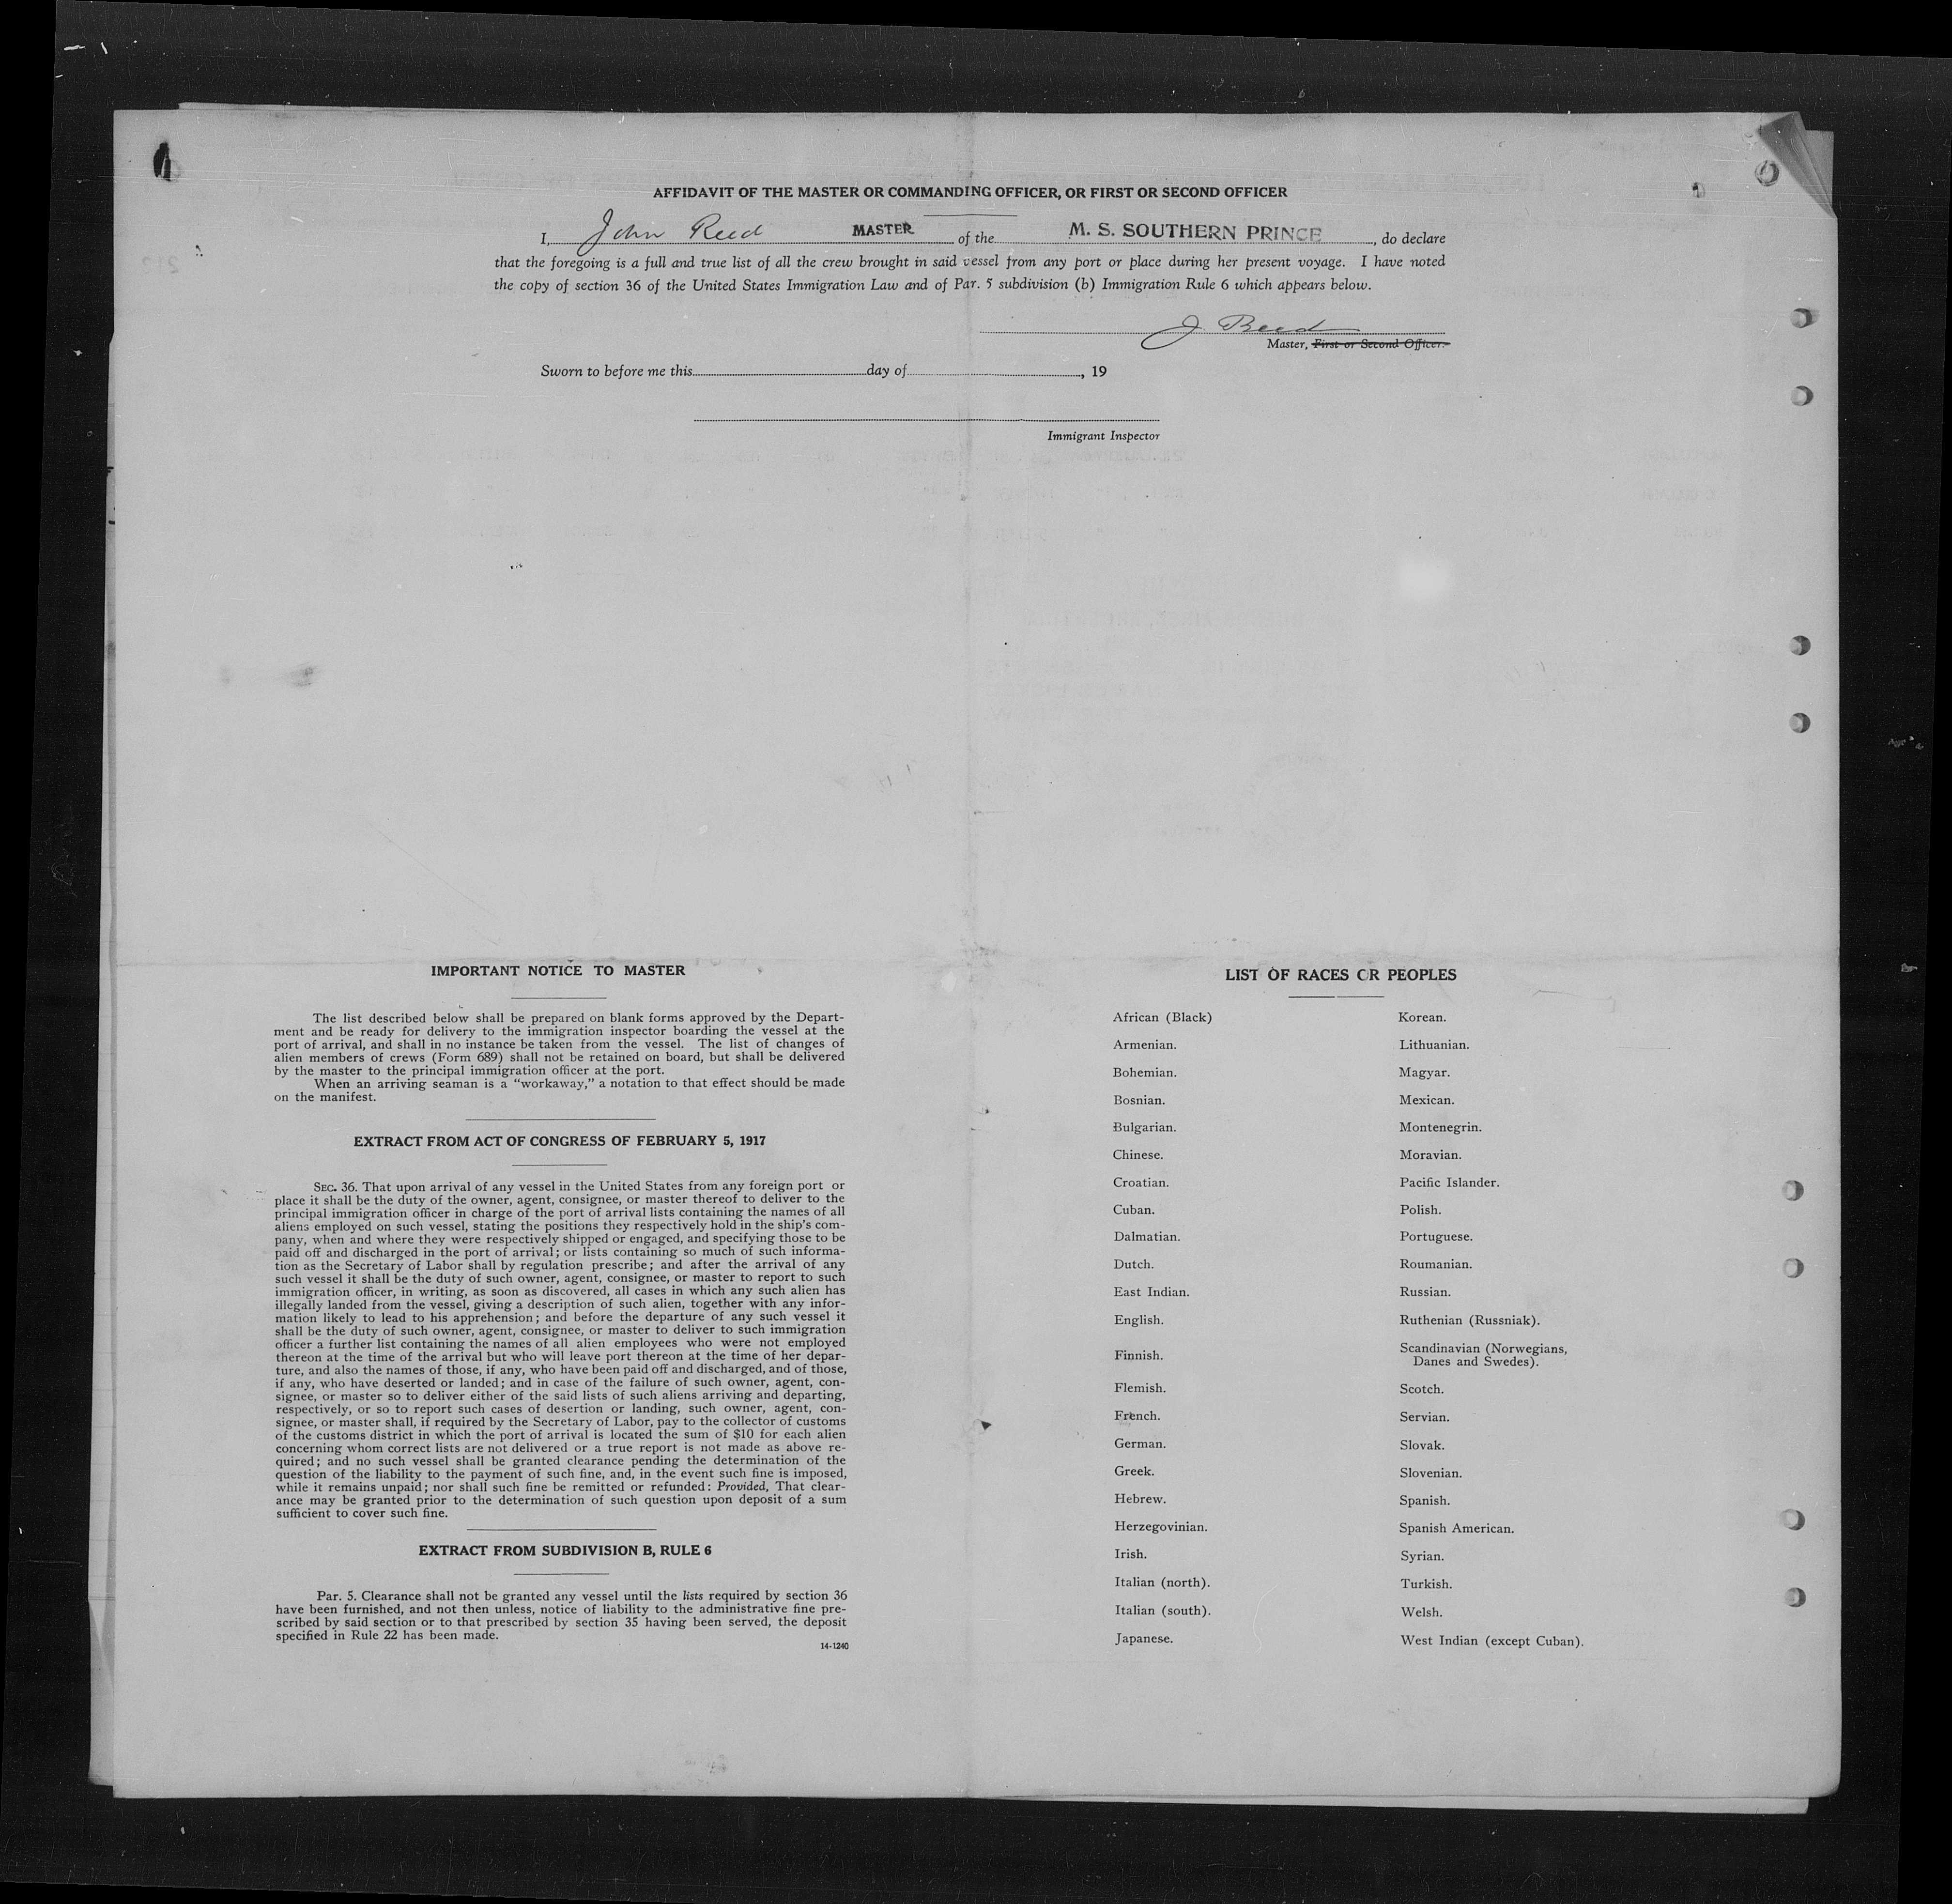 AFFIDAVIT OF THE MASTER OR COMMANDING OFFICER, OR FIRST OR SECOND OFFICER
I, John Reed MASTER of the M. S. SOUTHERN PRINCE, do declare
that the foregoing is a full and true list of all the crew brought in said vessel from any port or place during her present voyage. I have noted
the copy of section 36 of the United States Immigration Law and of Par. 5 subdivision (b) Immigration Rule 6 which appears below.
J. Reed
Master, First or Second Officer.
Sworn to before me this day of , 19
Immigrant Inspector
IMPORTANT NOTICE TO MASTER
The list described below shall be prepared on blank forms approved by the Depart-
ment and be ready for delivery to the immigration inspector boarding the vessel at the
port of arrival, and shall in no instance be taken from the vessel. The list of changes of
alien members of crews (Form 689) shall not be retained on board, but shall be delivered
by the master to the principal immigration officer at the port.
When an arriving seaman is a "workaway," a notation to that effect should be made
on the manifest.
EXTRACT FROM ACT OF CONGRESS OF FEBRUARY 5, 1917
SEC. 36. That upon arrival of any vessel in the United States from any foreign port or
place it shall be the duty of the owner, agent, consignee, or master thereof to deliver to the
principal immigration officer in charge of the port of arrival lists containing the names of all
aliens employed on such vessel, stating the positions they respectively hold in the ship's com-
pany, when and where they were respectively shipped or engaged, and specifying those to be
paid off and discharged in the port of arrival; or lists containing so much of such informa-
tion as the Secretary of Labor shall by regulation prescribe; and after the arrival of any
such vessel it shall be the duty of such owner, agent, consignee, or master to report to such
immigration officer, in writing, as soon as discovered, all cases in which any such alien has
illegally landed from the vessel, giving a description of such alien, together with any infor-
mation likely to lead to his apprehension; and before the departure of any such vessel it
shall be the duty of such owner, agent, consignee, or master to deliver to such immigration
officer a further list containing the names of all alien employees who were not employed
thereon at the time of the arrival but who will leave port thereon at the time of her depar-
ture, and also the names of those, if any, who have been paid off and discharged, and of those,
if any, who have deserted or landed; and in case of the failure of such owner, agent, con-
signee, or master so to deliver either of the said lists of such aliens arriving and departing,
respectively, or so to report such cases of desertion or landing, such owner, agent, con-
signee, or master shall, if required by the Secretary of Labor, pay to the collector of customs
of the customs district in which the port of arrival is located the sum of $10 for each alien
concerning whom correct lists are not delivered or a true report is not made as above re-
quired; and no such vessel shall be granted clearance pending the determination of the
question of the liability to the payment of such fine, and, in the event such fine is imposed,
while it remains unpaid; nor shall such fine be remitted or refunded: Provided, That clear-
ance may be granted prior to the determination of such question upon deposit of a sum
sufficient to cover such fine.
EXTRACT FROM SUBDIVISION B, RULE 6
Par. 5. Clearance shall not be granted any vessel until the lists required by section 36
have been furnished, and not then unless, notice of liability to the administrative fine pre-
scribed by said section or to that prescribed by section 35 having been served, the deposit
specified in Rule 22 has been made.
14-1240
LIST OF RACES OR PEOPLES
African (Black)
Armenian.
Bohemian.
Bosnian.
Bulgarian.
Chinese.
Croatian.
Cuban.
Dalmatian.
Dutch.
East Indian.
English.
Finnish.
Flemish.
French.
German.
Greek.
Hebrew.
Herzegovinian.
Irish.
Italian (north).
Italian (south).
Japanese.
Korean.
Lithuanian.
Magyar.
Mexican.
Montenegrin.
Moravian.
Pacific Islander.
Polish.
Portuguese.
Roumanian.
Russian.
Ruthenian (Russniak).
Scandinavian (Norwegians,
Danes and Swedes).
Scotch.
Servian.
Slovak.
Slovenian.
Spanish.
Spanish American.
Syrian.
Turkish.
Welsh.
West Indian (except Cuban).